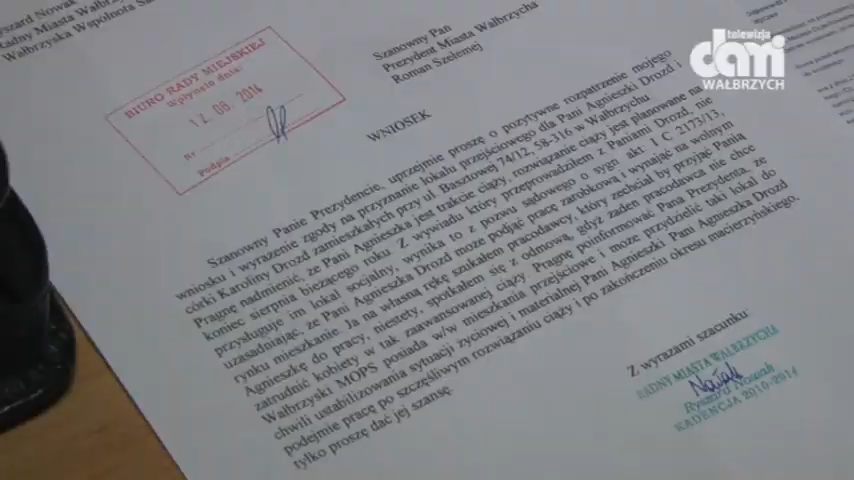 Ryszard Nowak
Radny Miasta Wałbrzycha
Wałbrzyska Wspólnota
Szanowny Pan
Prezydent Miasta Wałbrzycha
Roman Szełemej
BIURO RADY MIEJSKIEJ
Wpłynęło dnia:
12. 08. 2014
Nr
Podpis
WNIOSEK
Szanowny Panie Prezydencie, uprzejmie proszę o pozytywne rozpatrzenie mojego
wniosku i wyrażenie zgody na przyznanie lokalu przejściowego dla Pani Agnieszki Drozd i
córki Karoliny Drozd zamieszkałych przy ul. Basztowej 74/12, 58-316 w Wałbrzychu.
Pragnę nadmienić, że Pani Agnieszka jest trakcie ciąży, rozwiązanie ciąży jest planowane na
koniec sierpnia bieżącego roku. Z wywiadu który przeprowadziłem z Paniami Drozd, nie
przysługuje im lokal socjalny, wynika to z pozwu sądowego o sygn. akt. I C 2173/13,
uzasadniając, że Pani Agnieszka Drozd może podjąć pracę zarobkową i wynająć na wolnym
rynku mieszkanie. Ja na własną rękę szukałem pracodawcy, który zechciał by przyjąć Panią
Agnieszkę do pracy, niestety, spotkałem się z odmową, gdyż żaden pracodawca nie chce
zatrudnić kobiety w tak zaawansowanej ciąży. Pragnę poinformować Pana Prezydenta, że
Wałbrzyski MOPS posiada w/w mieszkania przejściowe i może przydzielić taki lokal do
chwili ustabilizowania sytuacji życiowej i materialnej Pani Agnieszki. Pani Agnieszka Drozd
podejmie pracę po szczęśliwym rozwiązaniu ciąży i po zakończeniu okresu macierzyńskiego,
tylko proszę dać jej szansę.
Z wyrazami szacunku:
RADNY MIASTA WAŁBRZYCHA
Nowak
Ryszard Nowak
KADENCJA 2010-2014
telewizja
dami
WAŁBRZYCH